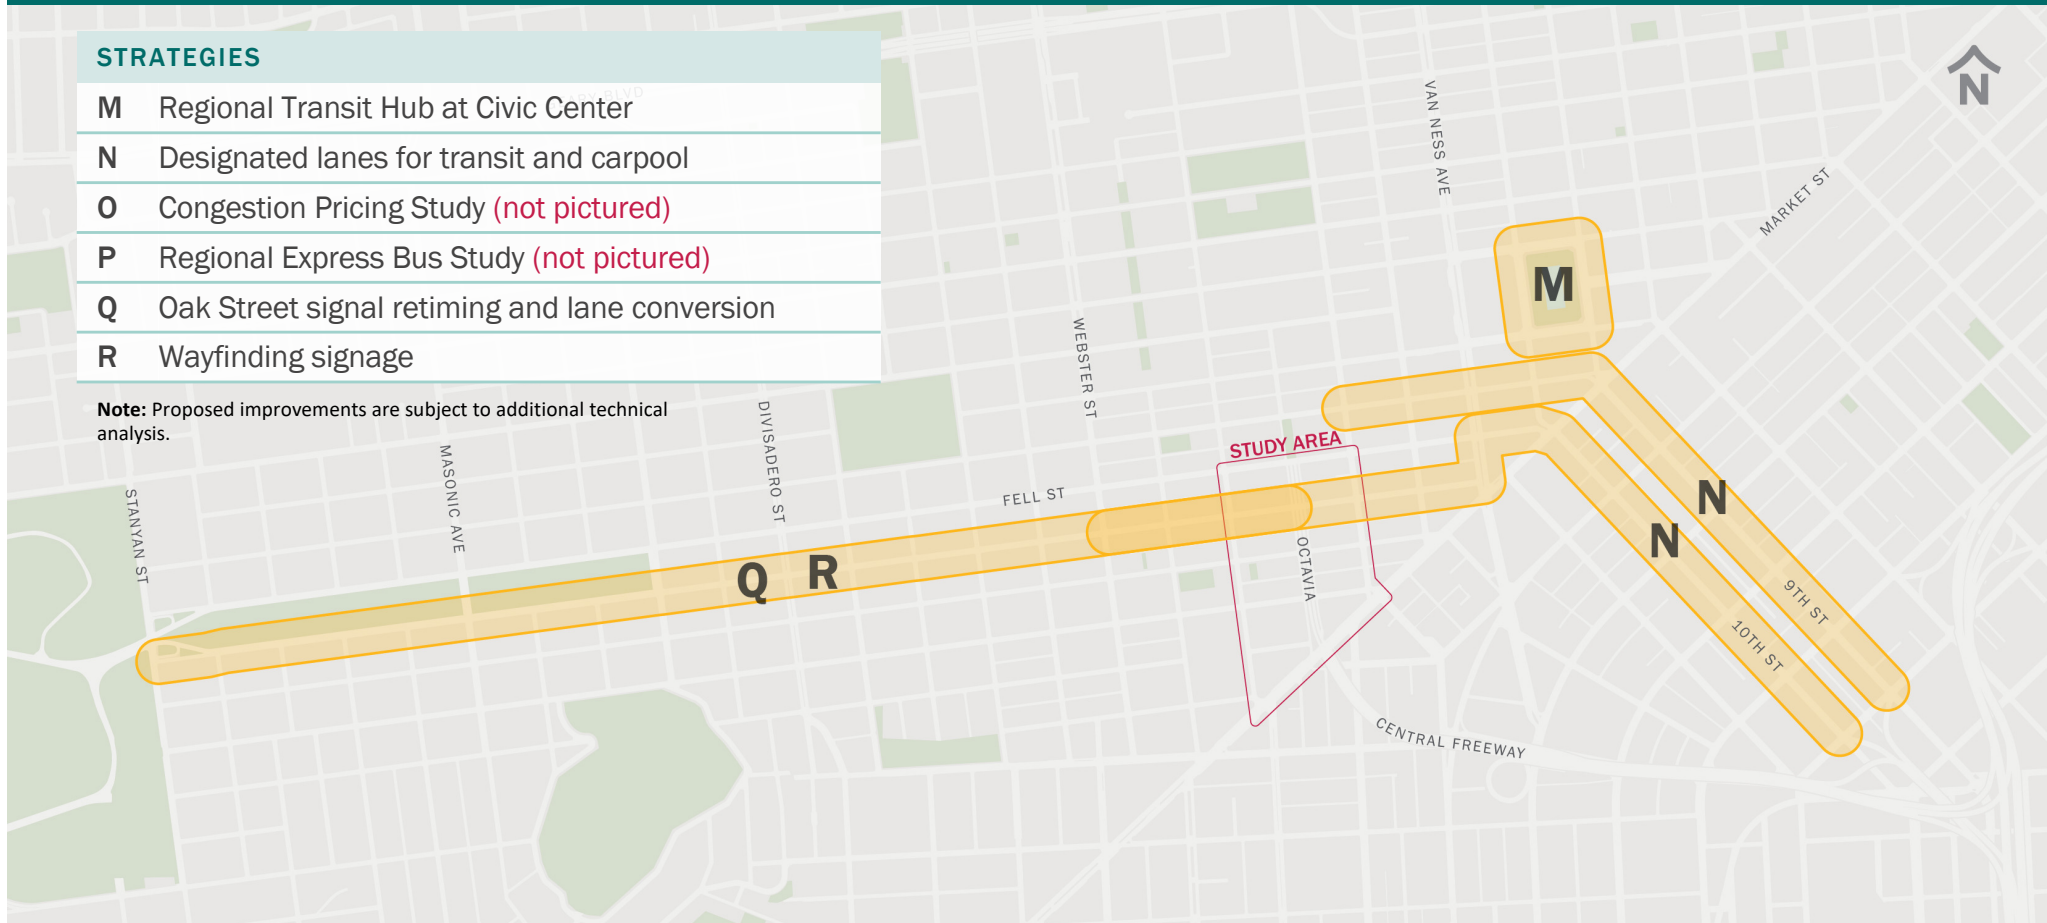 STRATEGIES
M Regional Transit Hub at Civic Center
N Designated lanes for transit and carpool
O Congestion Pricing Study (not pictured)
P Regional Express Bus Study (not pictured)
Q Oak Street signal retiming and lane conversion
R Wayfinding signage
Note: Proposed improvements are subject to additional technical
analysis.
N
VAN NESS AVE
MARKET ST
M
WEBSTER ST
DIVISADERO ST
STUDY AREA
MASONIC AVE
STANYAN ST
FELL ST
N
N
OCTAVIA
Q R
9TH ST
10TH ST
CENTRAL FREEWAY